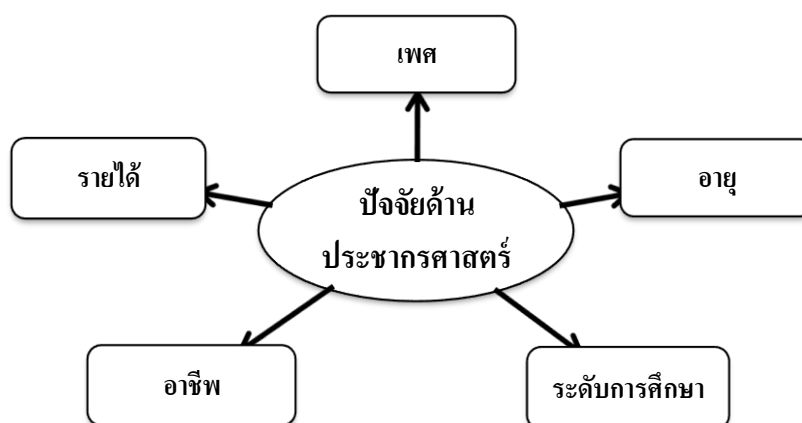 เพศ
รายได้
อายุ
ปัจจัยด้าน
ประชากรศาสตร์
อาชีพ
ระดับการศึกษา